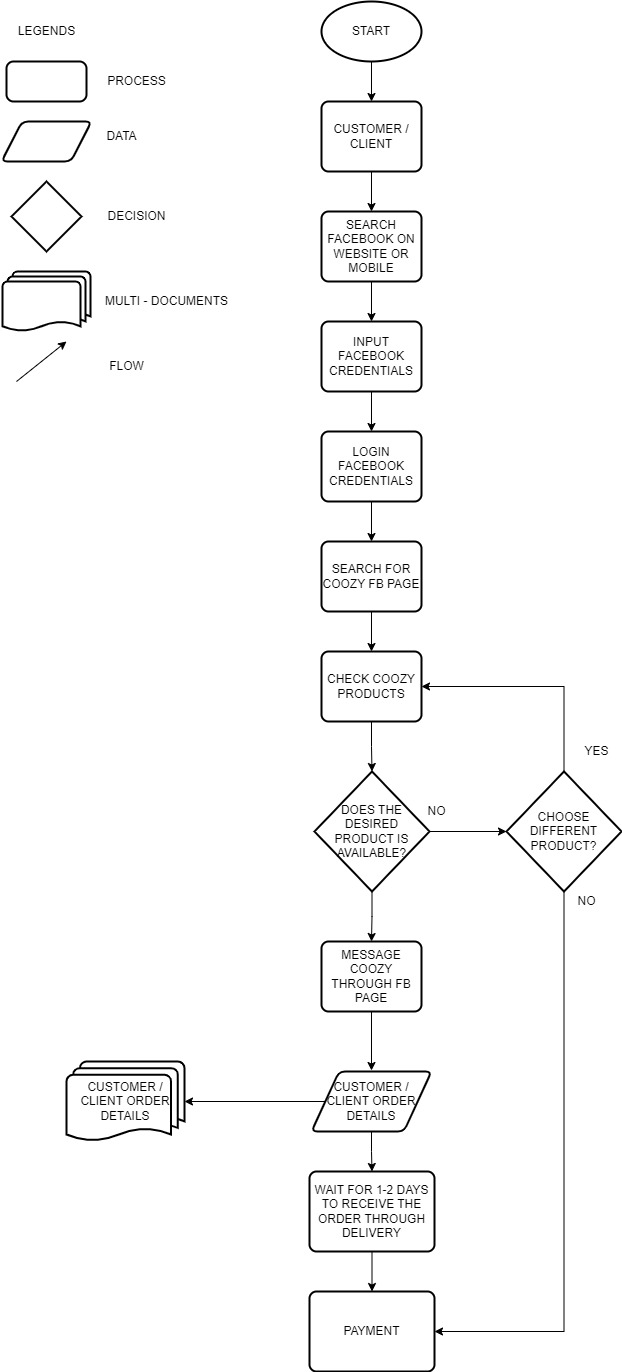 LEGENDS
PROCESS
DATA
DECISION
MULTI - DOCUMENTS
FLOW
START
CUSTOMER /
CLIENT
SEARCH
FACEBOOK ON
WEBSITE OR
MOBILE
INPUT
FACEBOOK
CREDENTIALS
LOGIN
FACEBOOK
CREDENTIALS
SEARCH FOR
COOZY FB PAGE
CHECK COOZY
PRODUCTS
DOES THE
DESIRED
PRODUCT IS
AVAILABLE?
NO
CHOOSE
DIFFERENT
PRODUCT?
YES
NO
MESSAGE
COOZY
THROUGH FB
PAGE
CUSTOMER /
CLIENT ORDER
DETAILS
CUSTOMER /
CLIENT ORDER
DETAILS
WAIT FOR 1-2 DAYS
TO RECEIVE THE
ORDER THROUGH
DELIVERY
PAYMENT